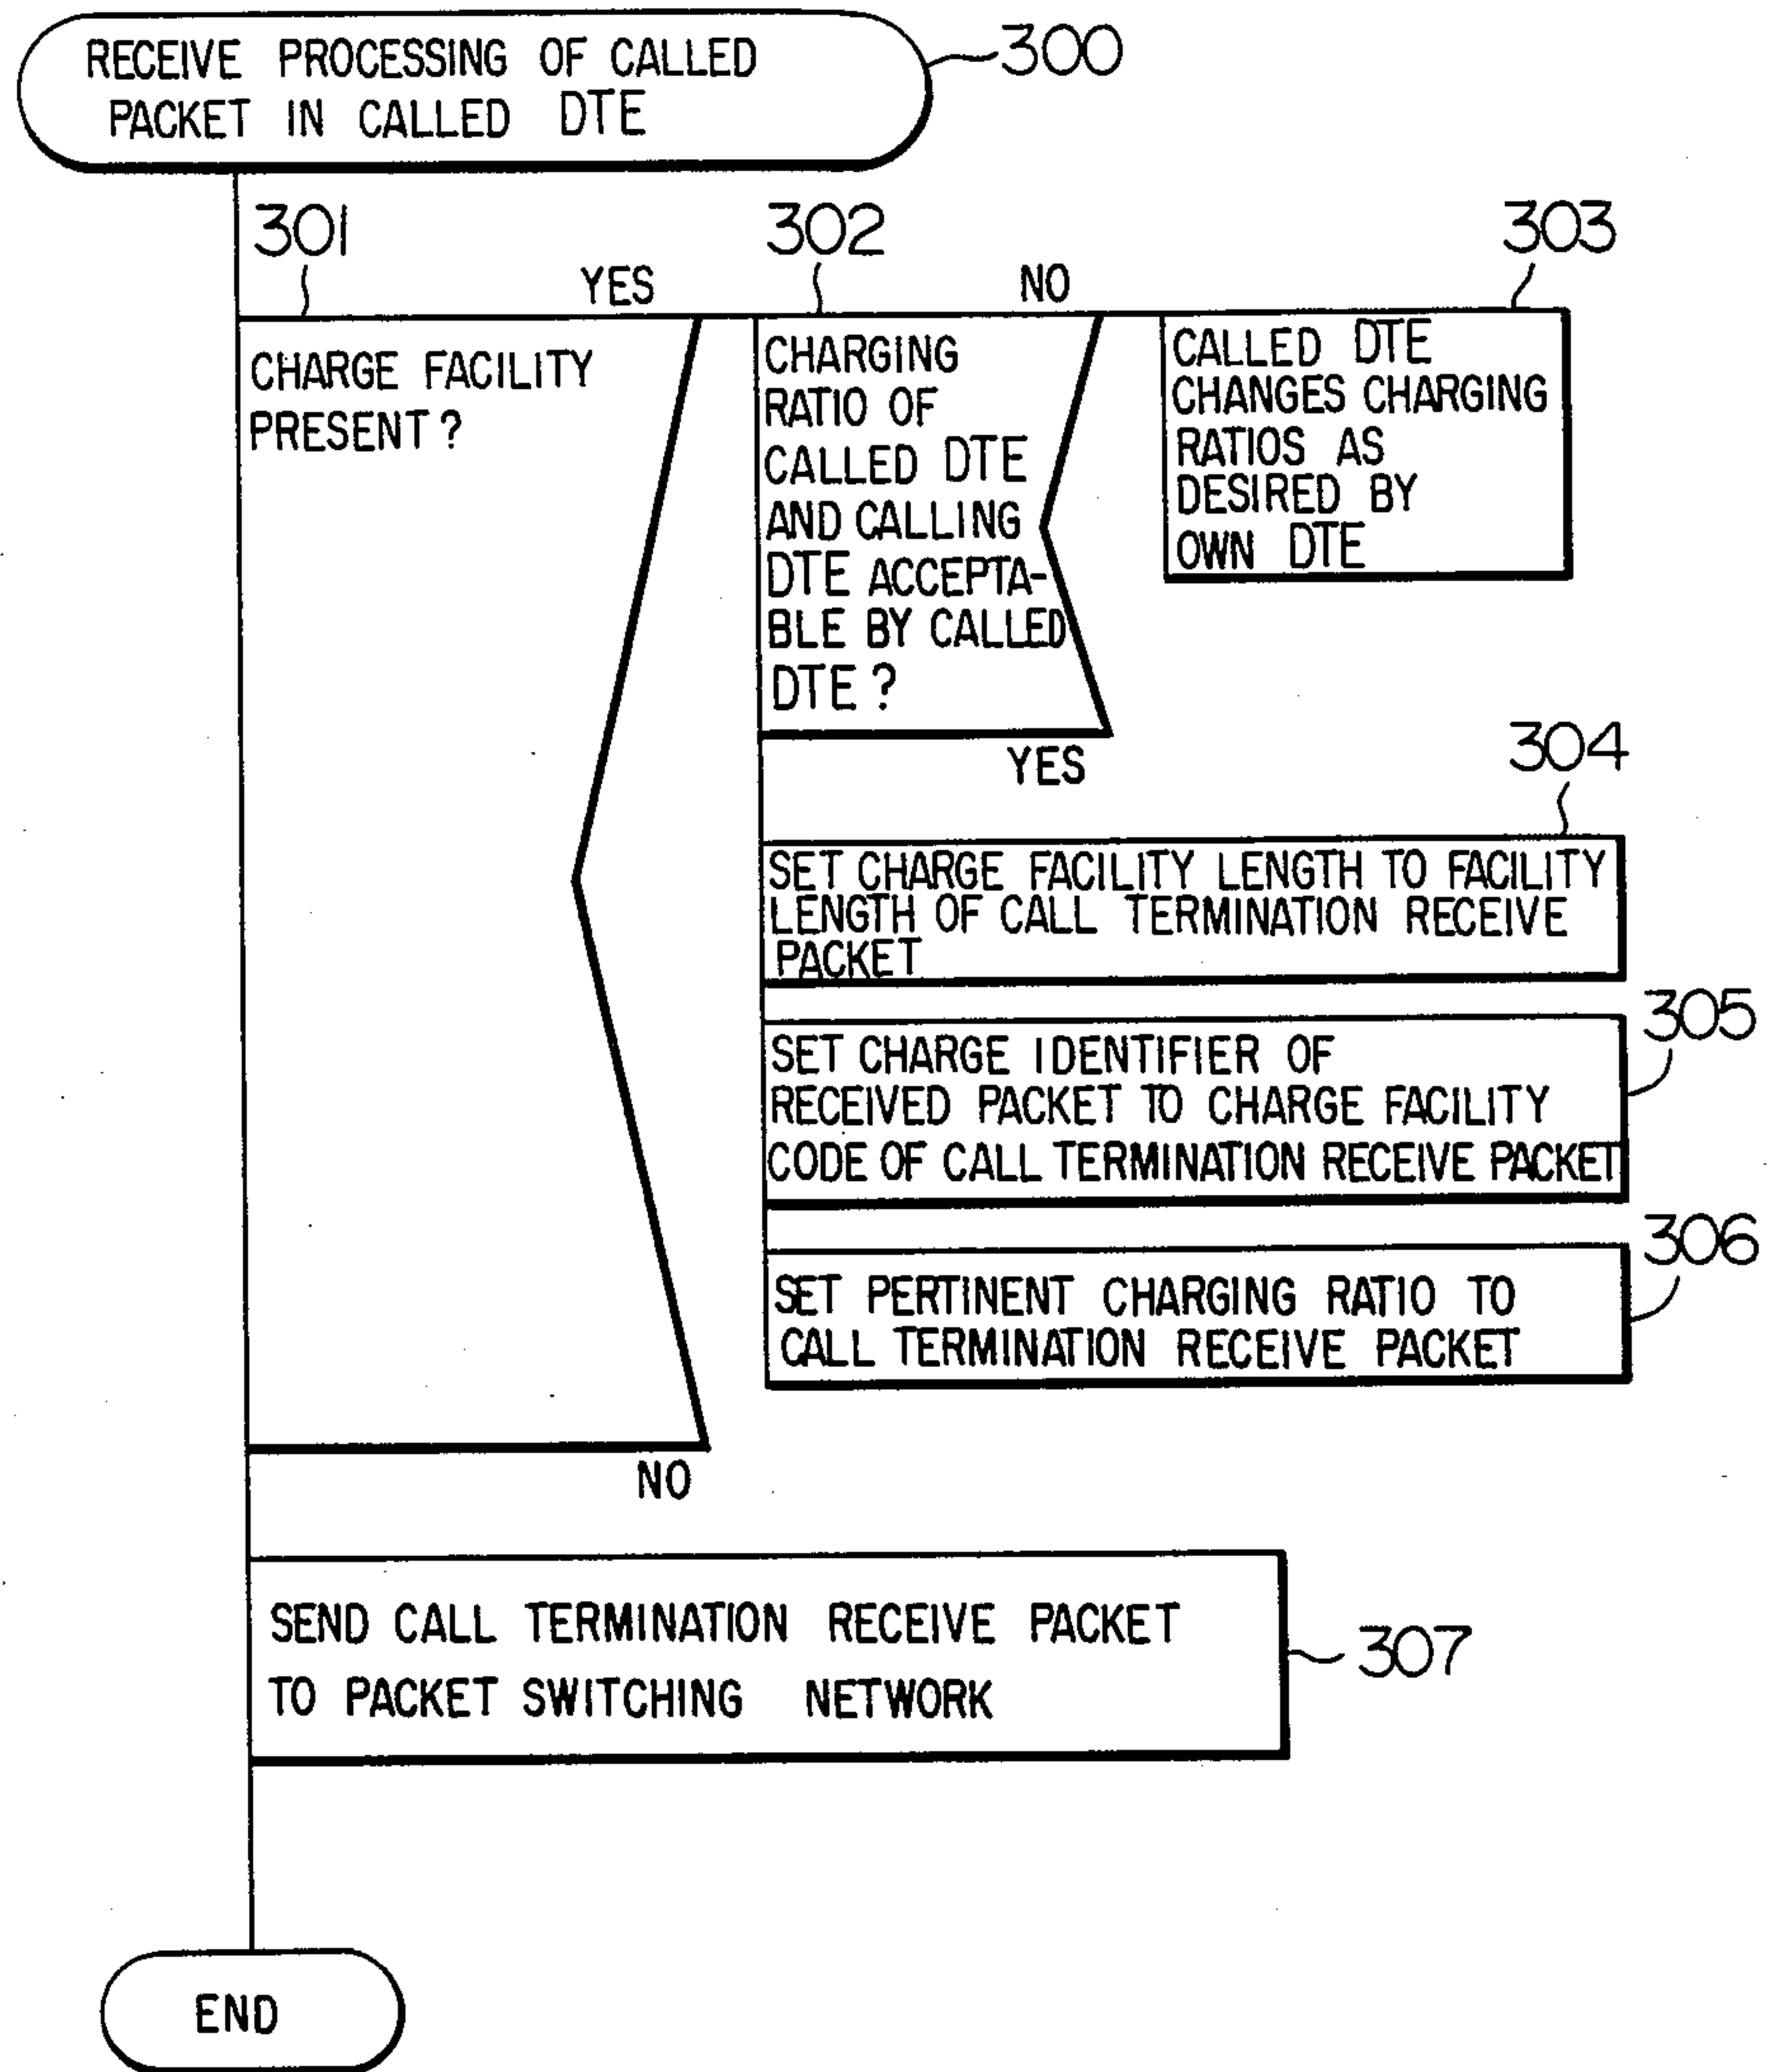 RECEIVE PROCESSING OF CALLED
PACKET IN CALLED DTE
300
301
302
303
YES
NO
CHARGE FACILITY
PRESENT?
CHARGING
RATIO OF
CALLED DTE
AND CALLING
DTE ACCEPTA-
BLE BY CALLED
DTE?
YES
CALLED DTE
CHANGES CHARGING
RATIOS AS
DESIRED BY
OWN DTE
304
SET CHARGE FACILITY LENGTH TO FACILITY
LENGTH OF CALL TERMINATION RECEIVE
PACKET
305
SET CHARGE IDENTIFIER OF
RECEIVED PACKET TO CHARGE FACILITY
CODE OF CALL TERMINATION RECEIVE PACKET
306
SET PERTINENT CHARGING RATIO TO
CALL TERMINATION RECEIVE PACKET
NO
SEND CALL TERMINATION RECEIVE PACKET
TO PACKET SWITCHING NETWORK
307
END